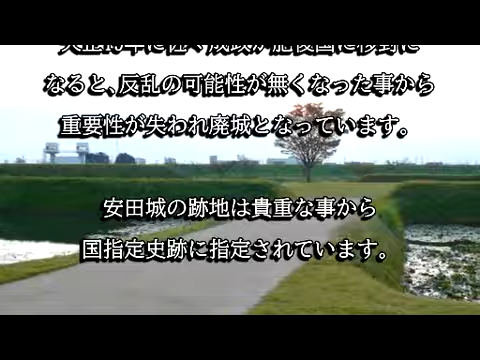 なると、反乱の可能性が無くなった事から
重要性が失われ廃城となっています。
安田城の跡地は貴重な事から
国指定史跡に指定されています。